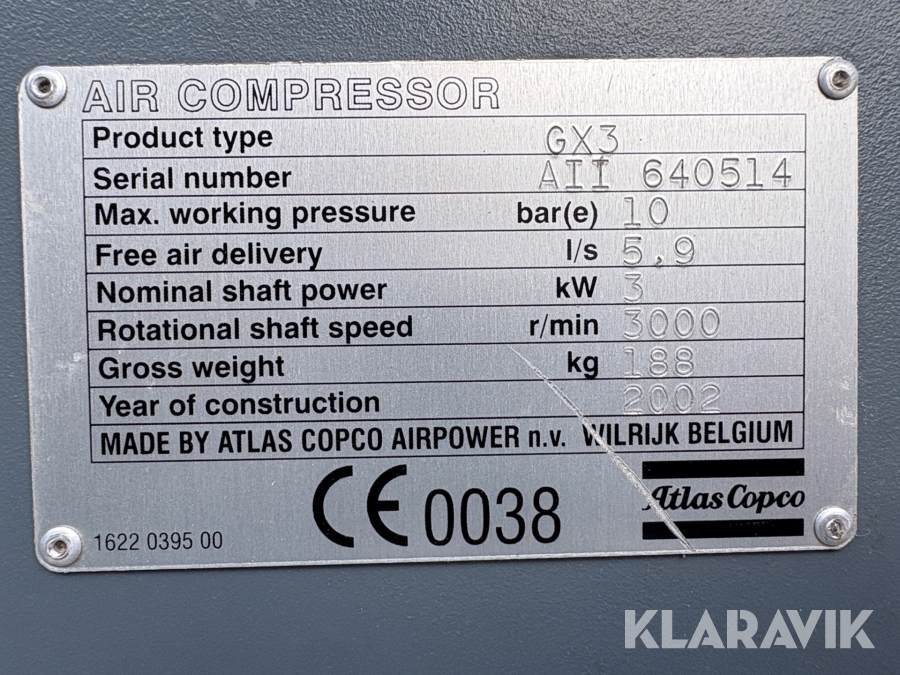 AIR COMPRESSOR
Product type GX3
Serial number AII 640514
Max. working pressure bar(e) 10
Free air delivery l/s 5,9
Nominal shaft power kW 3
Rotational shaft speed r/min 3000
Gross weight kg 188
Year of construction 2002
MADE BY ATLAS COPCO AIRPOWER n.v. WILRIJK BELGIUM
CE 0038
Atlas Copco
1622 0395 00
KLARAVIK